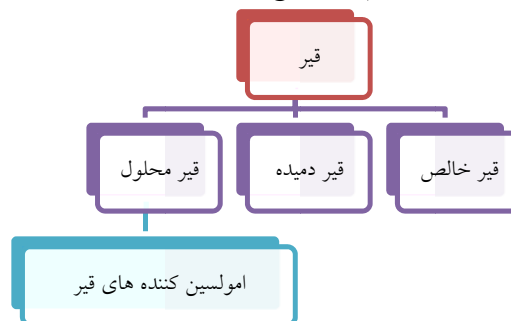 قیر
قیر خالص
قیر دمیده
قیر محلول
امولسین کننده های قیر